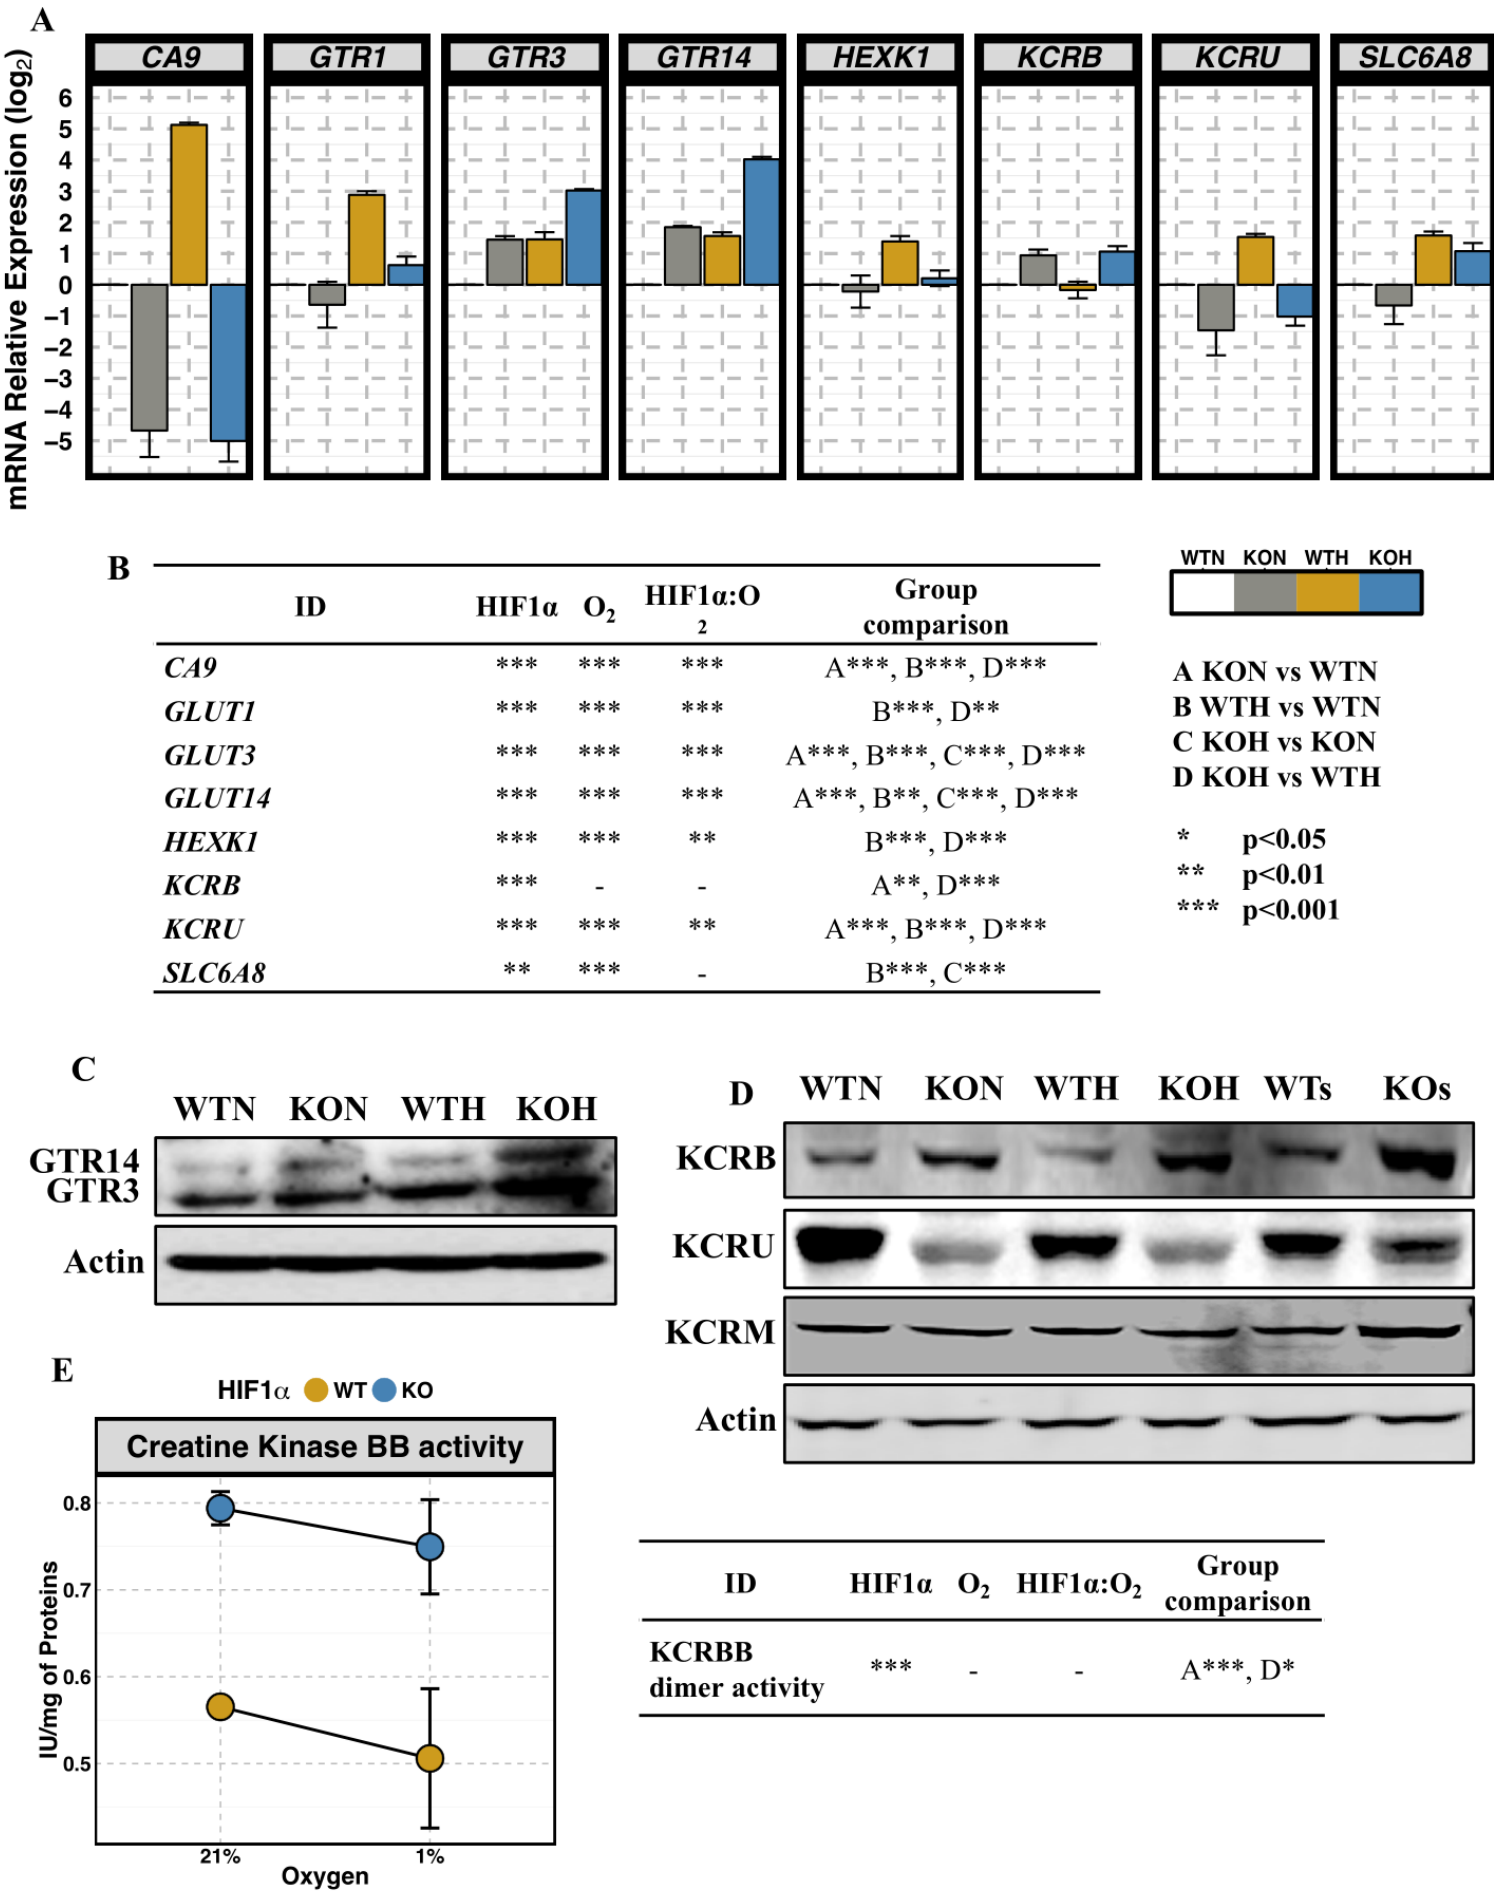 A
CA9 GTR1 GTR3 GTR14 HEXK1 KCRB KCRU SLC6A8
mRNA Relative Expression (log2)
6
5
4
3
2
1
0
−1
−2
−3
−4
−5
B
ID HIF1α O2 HIF1α:O2 Group comparison
CA9 *** *** *** A***, B***, D***
GLUT1 *** *** *** B***, D**
GLUT3 *** *** *** A***, B***, C***, D***
GLUT14 *** *** *** A***, B**, C***, D***
HEXK1 *** *** ** B***, D***
KCRB *** - - A**, D***
KCRU *** *** ** A***, B***, D***
SLC6A8 ** *** - B***, C***
WTN KON WTH KOH
A KON vs WTN
B WTH vs WTN
C KOH vs KON
D KOH vs WTH
* p<0.05
** p<0.01
*** p<0.001
C
WTN KON WTH KOH
GTR14
GTR3
Actin
D
WTN KON WTH KOH WTs KOs
KCRB
KCRU
KCRM
Actin
E
HIF1α WT KO
Creatine Kinase BB activity
IU/mg of Proteins
0.8
0.7
0.6
0.5
21% 1%
Oxygen
ID HIF1α O2 HIF1α:O2 Group comparison
KCRBB
dimer activity *** - - A***, D*